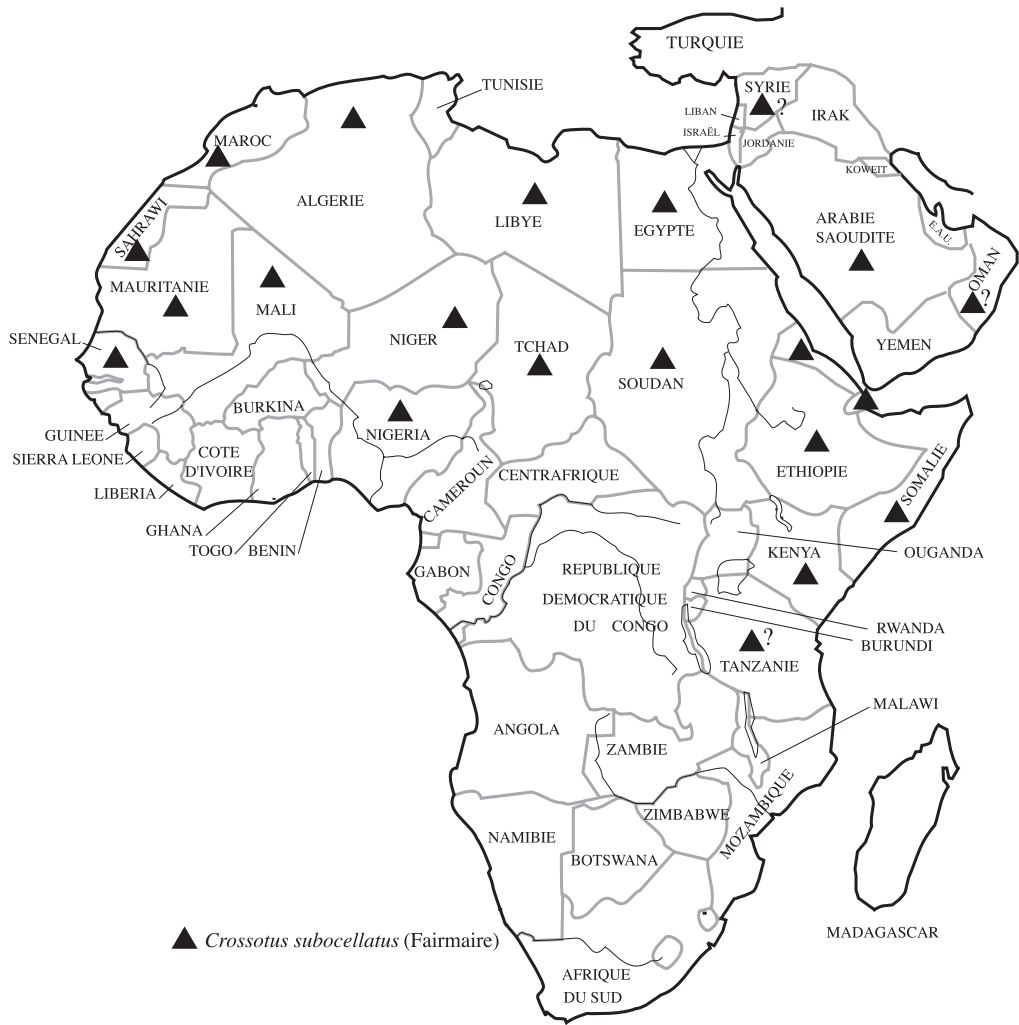 TURQUIE
SYRIE
?
TUNISIE
LIBAN
IRAK
ISRAËL
JORDANIE
MAROC
KOWEIT
ALGERIE
LIBYE
EGYPTE
ARABIE
SAOUDITE
E.A.U.
SAHRAWI
OMAN
?
MAURITANIE
MALI
SENEGAL
NIGER
TCHAD
SOUDAN
YEMEN
BURKINA
NIGERIA
GUINEE
SIERRA LEONE
COTE
D'IVOIRE
ETHIOPIE
SOMALIE
CAMEROUN
CENTRAFRIQUE
LIBERIA
GHANA
TOGO
BENIN
KENYA
OUGANDA
GABON
CONGO
REPUBLIQUE
DEMOCRATIQUE
DU CONGO
RWANDA
BURUNDI
?
TANZANIE
MALAWI
ANGOLA
ZAMBIE
MOZAMBIQUE
ZIMBABWE
NAMIBIE
BOTSWANA
MADAGASCAR
Crossotus subocellatus (Fairmaire)
AFRIQUE
DU SUD